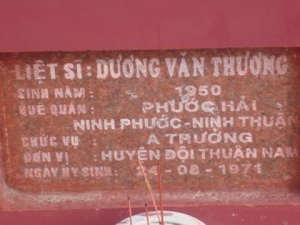 LIỆT SĨ : DƯƠNG VĂN THƯƠNG
SINH NĂM : 1950
QUÊ QUÁN : PHƯỚC HẢI
NINH PHƯỚC-NINH THUẬN
CHỨC VỤ : A TRƯỞNG
ĐƠN VỊ : HUYỆN ĐỘI THUẬN NAM
NGÀY HY SINH: 24-08-1971